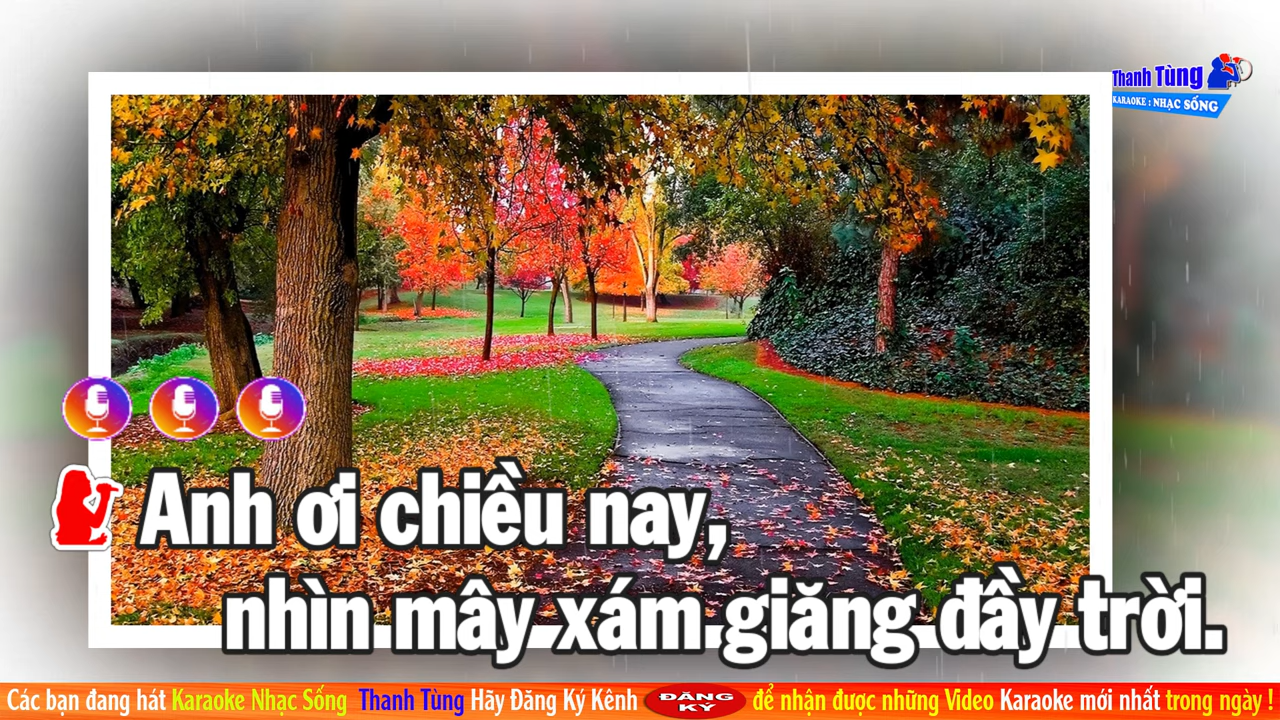 Thanh Tùng
KARAOKE : NHẠC SỐNG
Anh ơi chiều nay,
nhìn mây xám giăng đầy trời.
Các bạn đang hát Karaoke Nhạc Sống Thanh Tùng Hãy Đăng Ký Kênh ĐĂNG KÝ để nhận được những Video Karaoke mới nhất trong ngày !